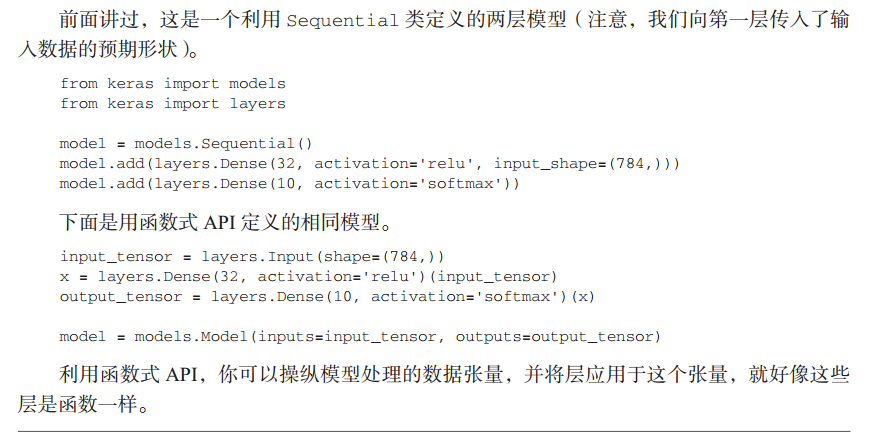 前面讲过，这是一个利用 Sequential 类定义的两层模型（注意，我们向第一层传入了输
入数据的预期形状）。
from keras import models
from keras import layers
model = models.Sequential()
model.add(layers.Dense(32, activation='relu', input_shape=(784,)))
model.add(layers.Dense(10, activation='softmax'))
下面是用函数式 API 定义的相同模型。
input_tensor = layers.Input(shape=(784,))
x = layers.Dense(32, activation='relu')(input_tensor)
output_tensor = layers.Dense(10, activation='softmax')(x)
model = models.Model(inputs=input_tensor, outputs=output_tensor)
利用函数式 API，你可以操纵模型处理的数据张量，并将层应用于这个张量，就好像这些
层是函数一样。